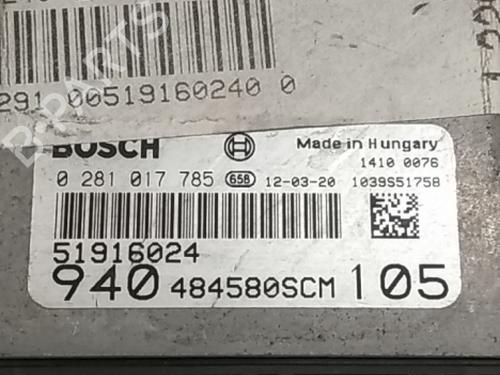 291 00519160240 0
BOSCH
Made in Hungary
1410 0076
0 281 017 785 658 12-03-20 1039S51758
51916024
940 484580SCM 105
B-PARTS